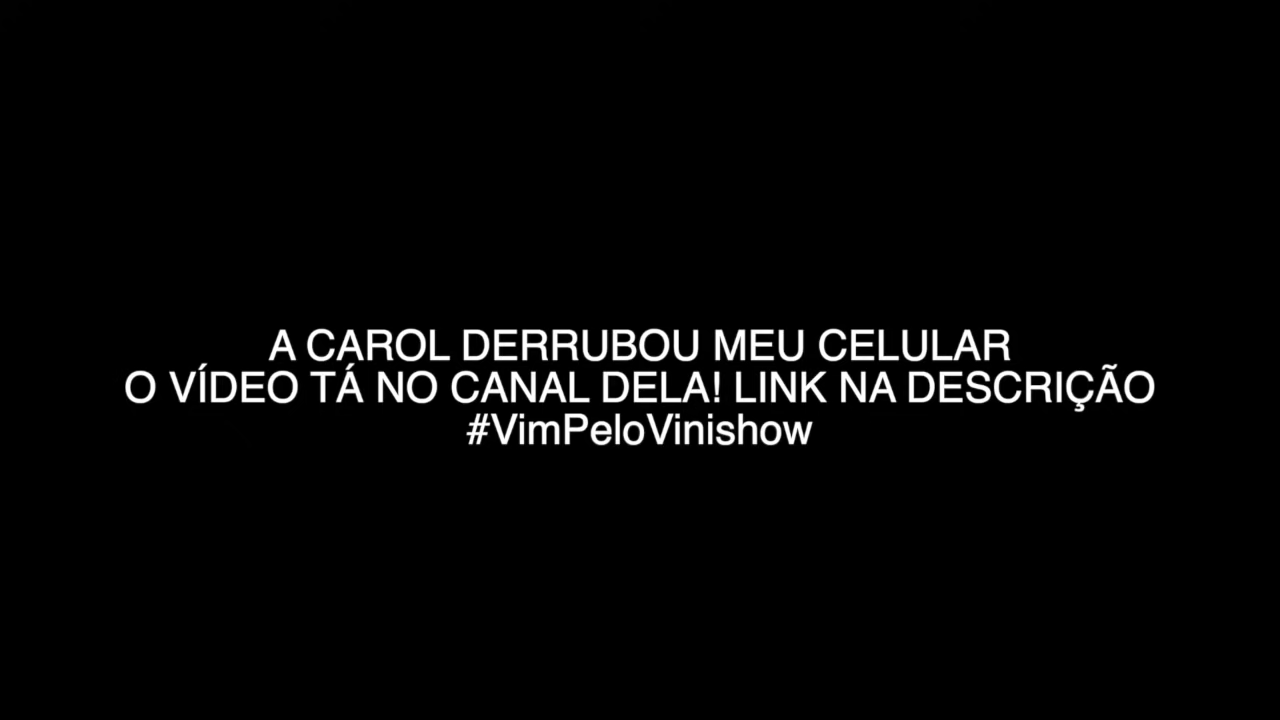 A CAROL DERRUBOU MEU CELULAR
O VÍDEO TÁ NO CANAL DELA! LINK NA DESCRIÇÃO
#VimPeloVinishow